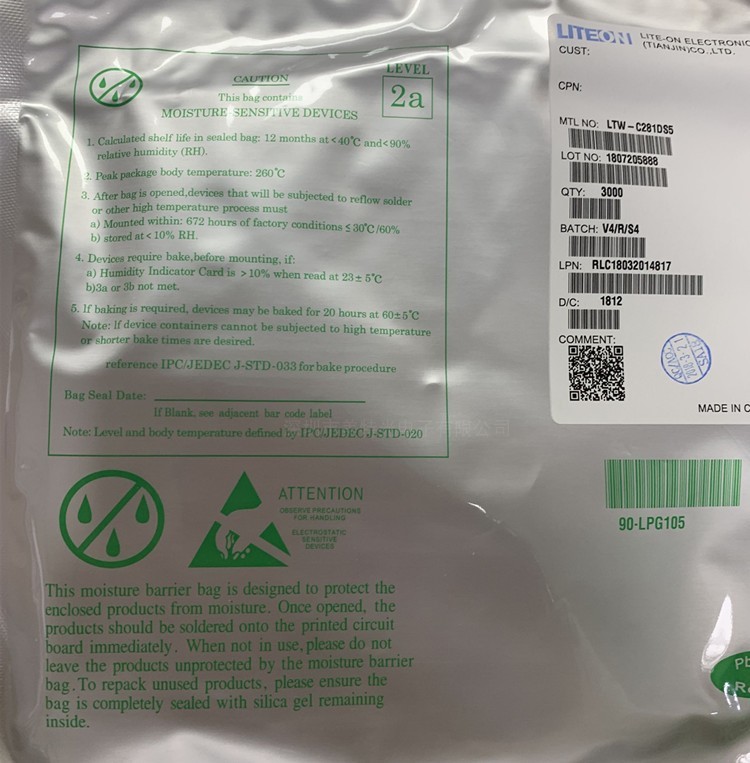 CAUTION
This bag contains
MOISTURE-SENSITIVE DEVICES
LEVEL
2a
1. Calculated shelf life in sealed bag: 12 months at <40℃ and<90%
relative humidity (RH).
2. Peak package body temperature: 260℃
3. After bag is opened,devices that will be subjected to reflow solder
or other high temperature process must
a) Mounted within: 672 hours of factory conditions ≤ 30℃/60%
b) stored at < 10% RH.
4. Devices require bake,before mounting, if:
a) Humidity Indicator Card is >10% when read at 23± 5℃
b)3a or 3b not met.
5. If baking is required, devices may be baked for 20 hours at 60±5℃
Note: If device containers cannot be subjected to high temperature
or shorter bake times are desired.
reference IPC/JEDEC J-STD-033 for bake procedure
Bag Seal Date:
If Blank, see adjacent bar code label
Note: Level and body temperature defined by IPC/JEDEC J-STD-020
ATTENTION
OBSERVE PRECAUTIONS
FOR HANDLING
ELECTROSTATIC
SENSITIVE
DEVICES
This moisture barrier bag is designed to protect the
enclosed products from moisture. Once opened, the
products should be soldered onto the printed circuit
board immediately. When not in use, please do not
leave the products unprotected by the moisture barrier
bag. To repack unused products, please ensure the
bag is completely sealed with silica gel remaining
inside.
LITEON
LITE-ON ELECTRONIC
(TIANJIN)CO.,LTD.
CUST:
CPN:
MTL NO: LTW-C281DS5
LOT NO: 1807205888
QTY: 3000
BATCH: V4/R/S4
LPN: RLC18032014817
D/C: 1812
COMMENT:
MADE IN C
90-LPG105
Pb